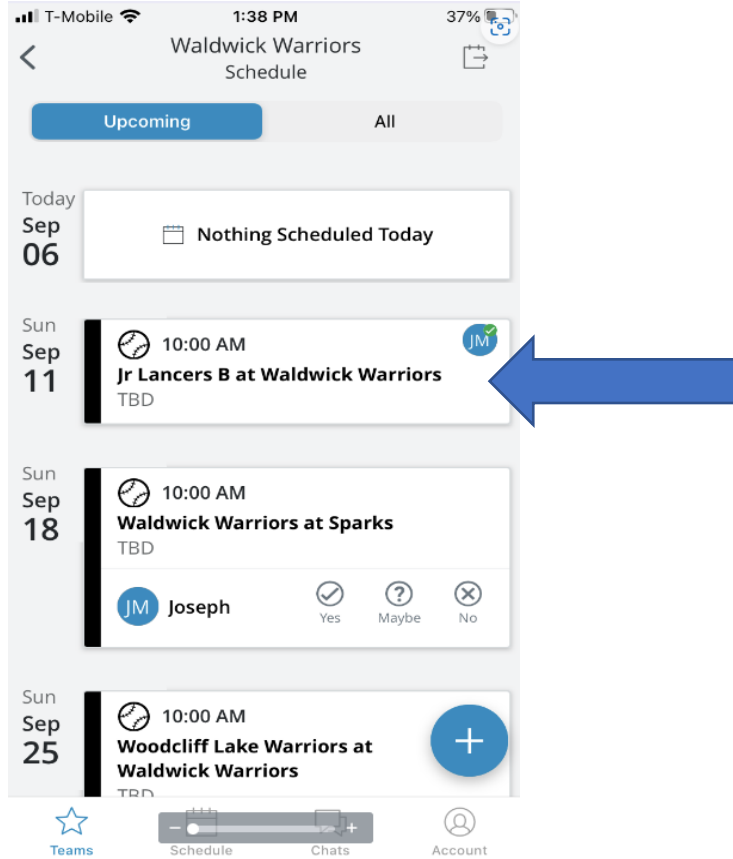 T-Mobile 1:38 PM 37%
Waldwick Warriors
Schedule
Upcoming All
Today
Sep
06
Nothing Scheduled Today
Sun
Sep
11
10:00 AM
JM
Jr Lancers B at Waldwick Warriors
TBD
Sun
Sep
18
10:00 AM
Waldwick Warriors at Sparks
TBD
JM Joseph
Yes Maybe No
Sun
Sep
25
10:00 AM
Woodcliff Lake Warriors at
Waldwick Warriors
TBD
+
- +
Teams Schedule Chats Account